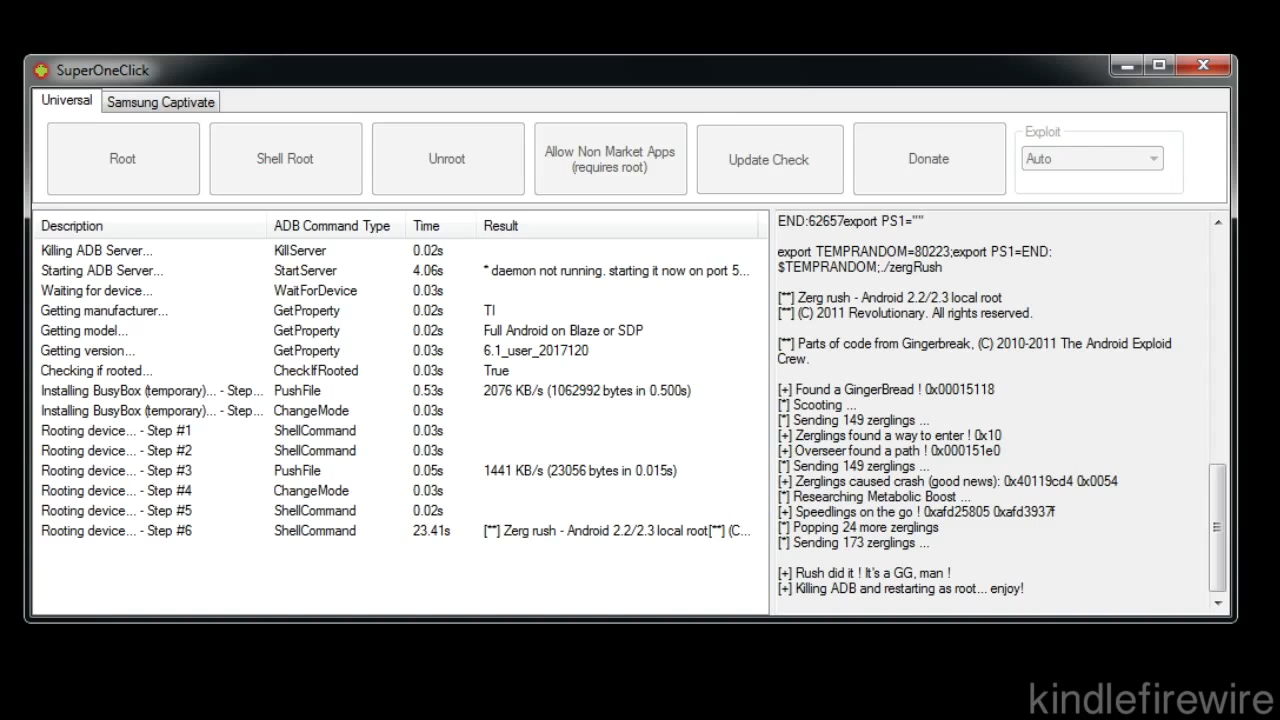 SuperOneClick
Universal
Samsung Captivate
Root
Shell Root
Unroot
Allow Non Market Apps
(requires root)
Update Check
Donate
Exploit
Auto
Description ADB Command Type Time Result
Killing ADB Server... KillServer 0.02s
Starting ADB Server... StartServer 4.06s * daemon not running. starting it now on port 5...
Waiting for device... WaitForDevice 0.03s
Getting manufacturer... GetProperty 0.02s TI
Getting model... GetProperty 0.02s Full Android on Blaze or SDP
Getting version... GetProperty 0.03s 6.1_user_2017120
Checking if rooted... CheckIfRooted 0.03s True
Installing BusyBox (temporary)... - Step... PushFile 0.53s 2076 KB/s (1062992 bytes in 0.500s)
Installing BusyBox (temporary)... - Step... ChangeMode 0.03s
Rooting device... - Step #1 ShellCommand 0.03s
Rooting device... - Step #2 ShellCommand 0.03s
Rooting device... - Step #3 PushFile 0.05s 1441 KB/s (23056 bytes in 0.015s)
Rooting device... - Step #4 ChangeMode 0.03s
Rooting device... - Step #5 ShellCommand 0.02s
Rooting device... - Step #6 ShellCommand 23.41s [**] Zerg rush - Android 2.2/2.3 local root[**] (C...
END:62657export PS1=""
export TEMPRANDOM=80223;export PS1=END:
$TEMPRANDOM;./zergRush
[**] Zerg rush - Android 2.2/2.3 local root
[**] (C) 2011 Revolutionary. All rights reserved.
[**] Parts of code from Gingerbreak, (C) 2010-2011 The Android Exploid
Crew.
[+] Found a GingerBread ! 0x00015118
[*] Scooting ...
[*] Sending 149 zerglings ...
[+] Zerglings found a way to enter ! 0x10
[+] Overseer found a path ! 0x000151e0
[*] Sending 149 zerglings ...
[+] Zerglings caused crash (good news): 0x40119cd4 0x0054
[*] Researching Metabolic Boost ...
[+] Speedlings on the go ! 0xafd25805 0xafd3937f
[*] Popping 24 more zerglings
[*] Sending 173 zerglings ...
[+] Rush did it ! It's a GG, man !
[+] Killing ADB and restarting as root... enjoy!
kindlefirewire